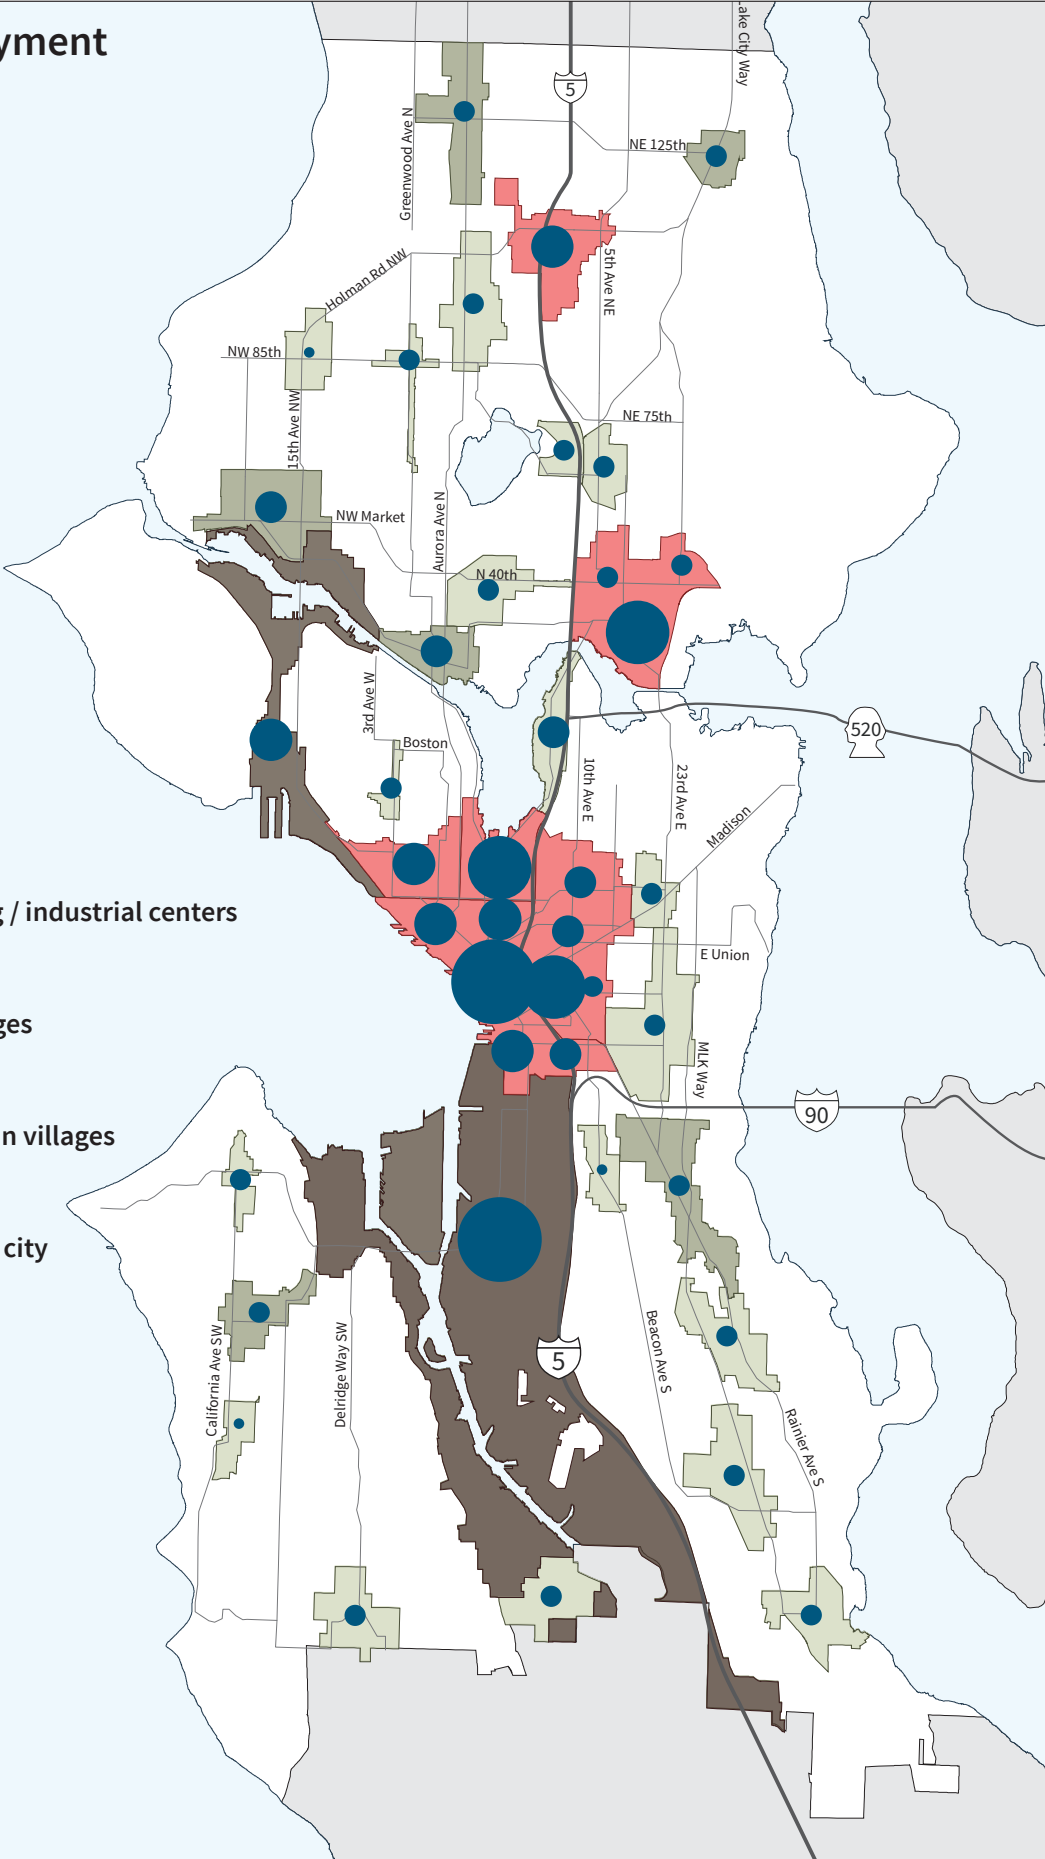 yment
ake City Way
5
Greenwood Ave N
NE 125th
5th Ave NE
Holman Rd NW
NW 85th
15th Ave NW
NE 75th
Aurora Ave N
NW Market
N 40th
3rd Ave W
Boston
520
10th Ave E
23rd Ave E
Madison
g / industrial centers
E Union
ges
MLK Way
90
n villages
city
5
California Ave SW
Delridge Way SW
Beacon Ave S
Rainier Ave S